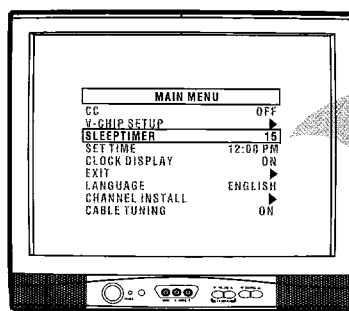 MAIN MENU
CC OFF
V-CHIP SETUP ▶
SLEEPTIMER 15
SET TIME 12:00 PM
CLOCK DISPLAY ON
EXIT ▶
LANGUAGE ENGLISH
CHANNEL INSTALL ▶
CABLE TUNING ON